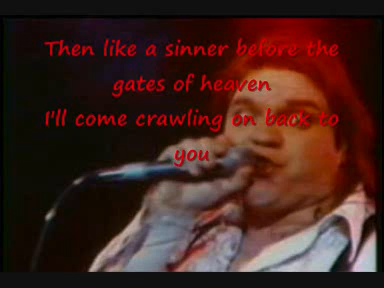 Then like a sinner before the
gates of heaven
I'll come crawling on back to
you